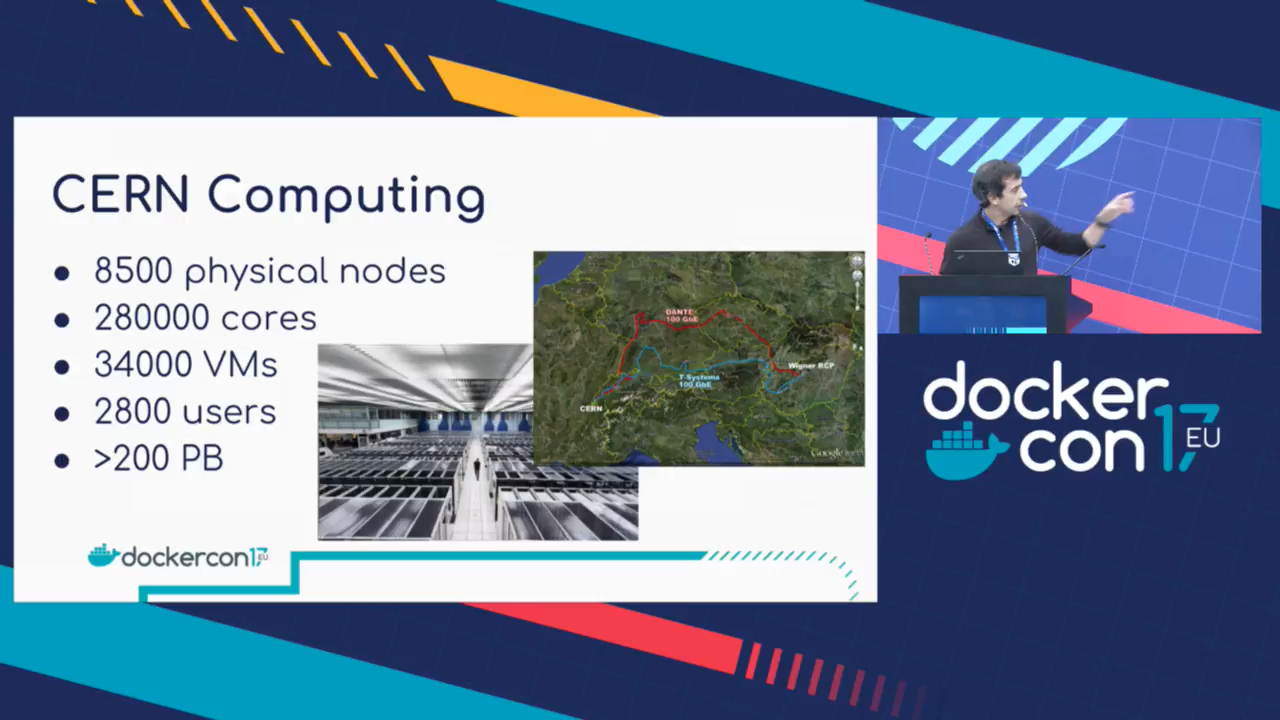 CERN Computing
● 8500 physical nodes
● 280000 cores
● 34000 VMs
● 2800 users
● >200 PB
DANTE
100 GbE
T-Systems
100 GbE
Wigner RCP
CERN
Google
dockercon17 EU
docker
con 17 EU